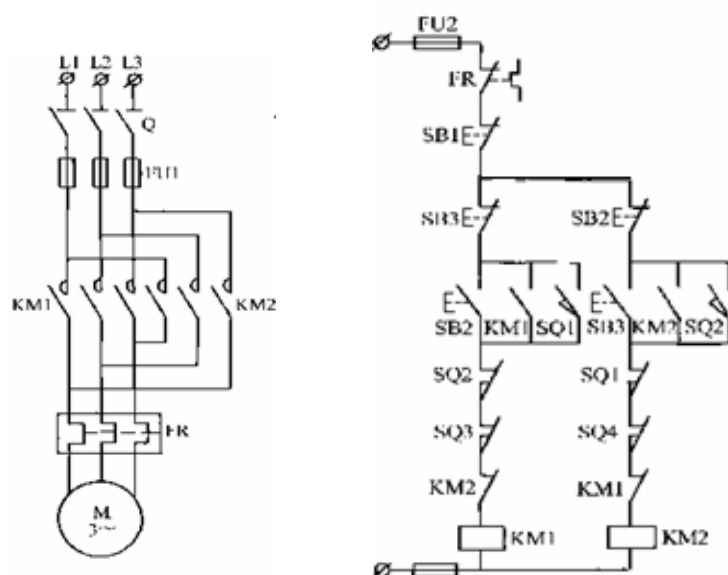 L1 L2 L3
Q
FU1
KM1
KM2
FR
M
3~
FU2
FR
SB1
SB3
SB2
SB2 KM1 SQ1 SB3 KM2 SQ2
SQ2
SQ1
SQ3
SQ4
KM2
KM1
KM1
KM2